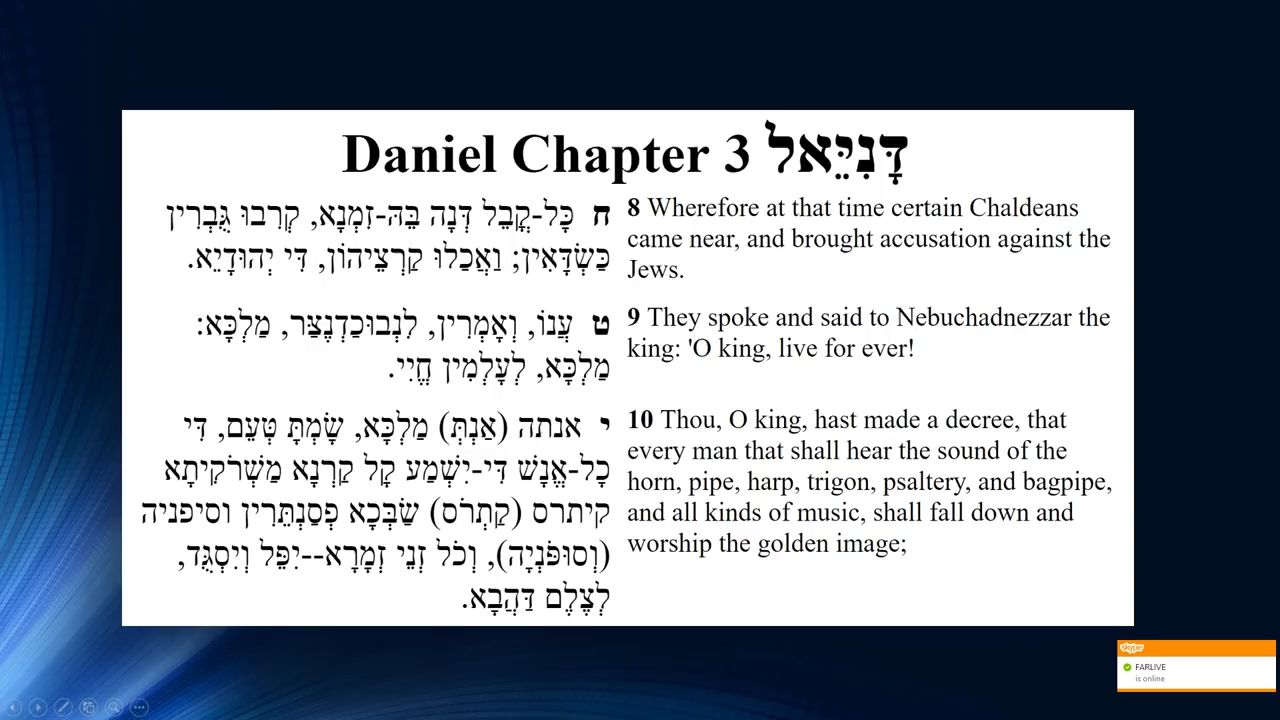 Daniel Chapter 3 דָּנִיֵּאל
ח כָּל-קֳבֵל דְּנָה בֵּהּ-זִמְנָא, קְרִבוּ גֻּבְרִין
כַּשְׂדָּאִין; וַאֲכַלוּ קַרְצֵיהוֹן, דִּי יְהוּדָיֵא.
8 Wherefore at that time certain Chaldeans
came near, and brought accusation against the
Jews.
ט עֲנוֹ, וְאָמְרִין, לִנְבוּכַדְנֶצַּר, מַלְכָּא:
מַלְכָּא, לְעָלְמִין חֱיִי.
9 They spoke and said to Nebuchadnezzar the
king: 'O king, live for ever!
י אנתה (אַנְתְּ) מַלְכָּא, שָׂמְתָּ טְּעֵם, דִּי
כָל-אֱנָשׁ דִּי-יִשְׁמַע קָל קַרְנָא מַשְׁרֹקִיתָא
קיתרס (קַתְרֹס) שַׂבְּכָא פְסַנְתֵּרִין וסיפניה
(וְסוּפֹּנְיָה), וְכֹל זְנֵי זְמָרָא--יִפֵּל וְיִסְגֻּד,
לְצֶלֶם דַּהֲבָא.
10 Thou, O king, hast made a decree, that
every man that shall hear the sound of the
horn, pipe, harp, trigon, psaltery, and bagpipe,
and all kinds of music, shall fall down and
worship the golden image;
skype
FARLIVE
is online